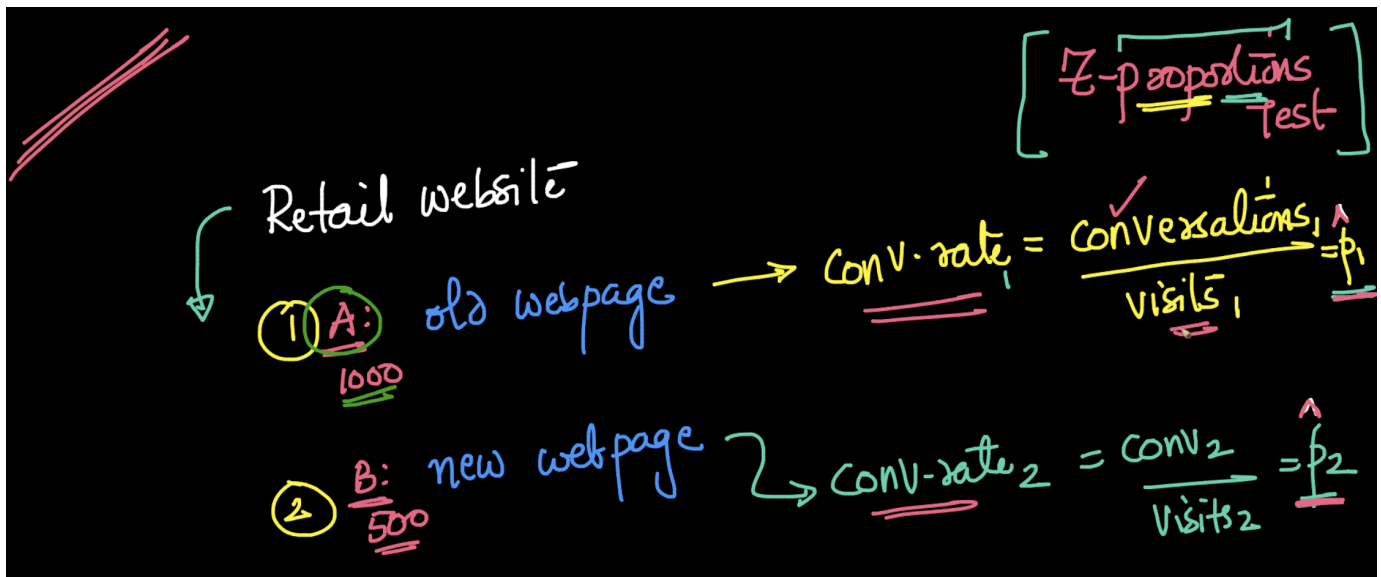 [Z-proportions Test]
Retail website
1 A: old webpage → conv. rate₁ = conversations₁ / visits₁ = p̂₁
1000
2 B: new webpage → conv-rate₂ = conv₂ / visits₂ = p̂₂
500